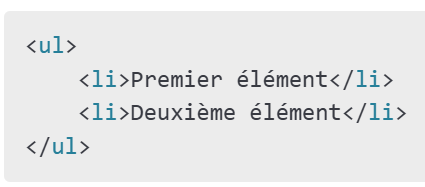 <ul>
    <li>Premier élément</li>
    <li>Deuxième élément</li>
</ul>